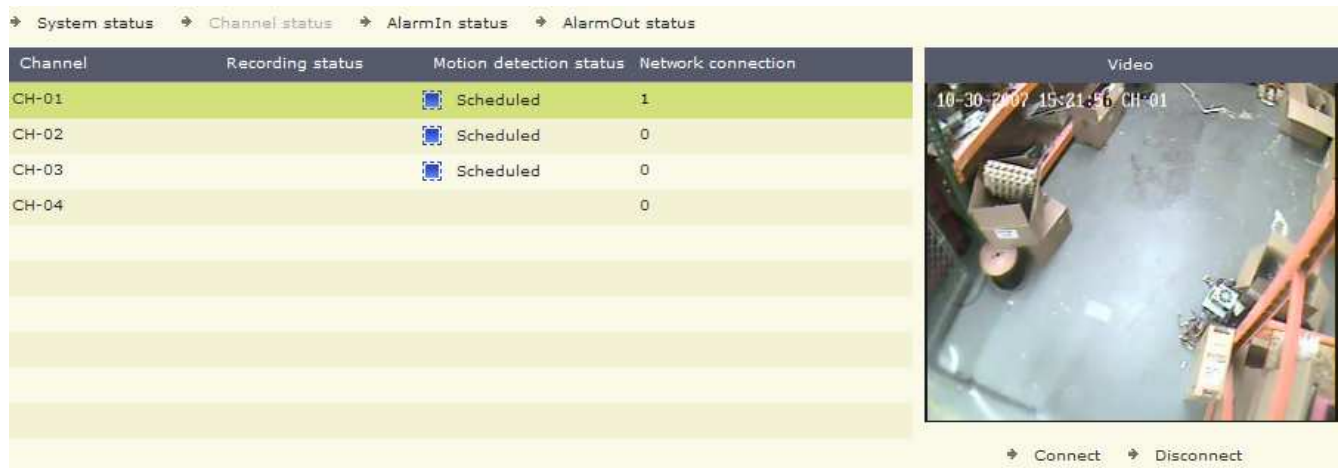 System status Channel status AlarmIn status AlarmOut status
Channel Recording status Motion detection status Network connection Video
CH-01 Scheduled 1
10-30-2007 15:21:56 CH-01
CH-02 Scheduled 0
CH-03 Scheduled 0
CH-04 0
Connect Disconnect